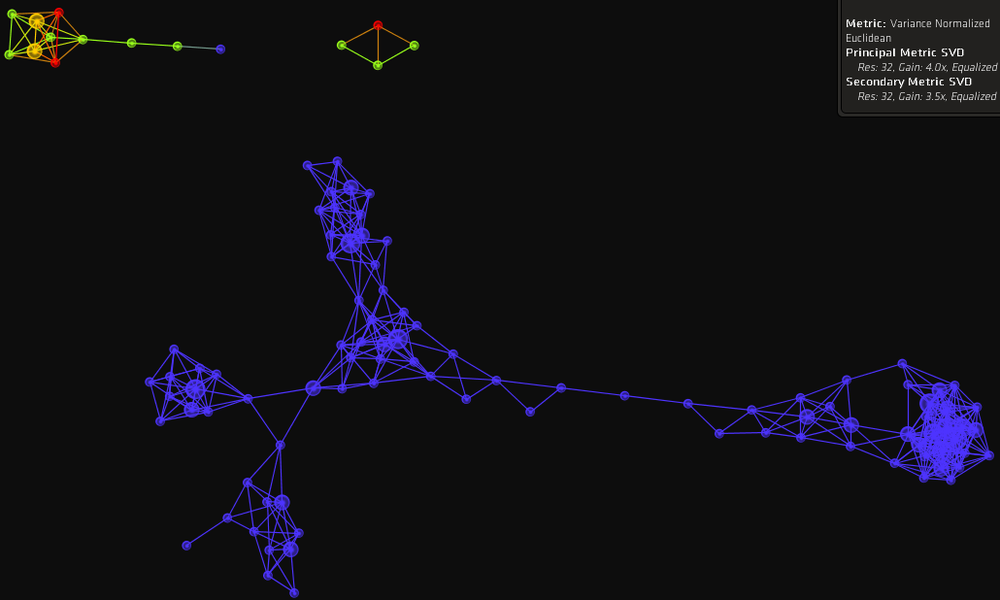 Metric: Variance Normalized
Euclidean
Principal Metric SVD
Res: 32, Gain: 4.0x, Equalized
Secondary Metric SVD
Res: 32, Gain: 3.5x, Equalized